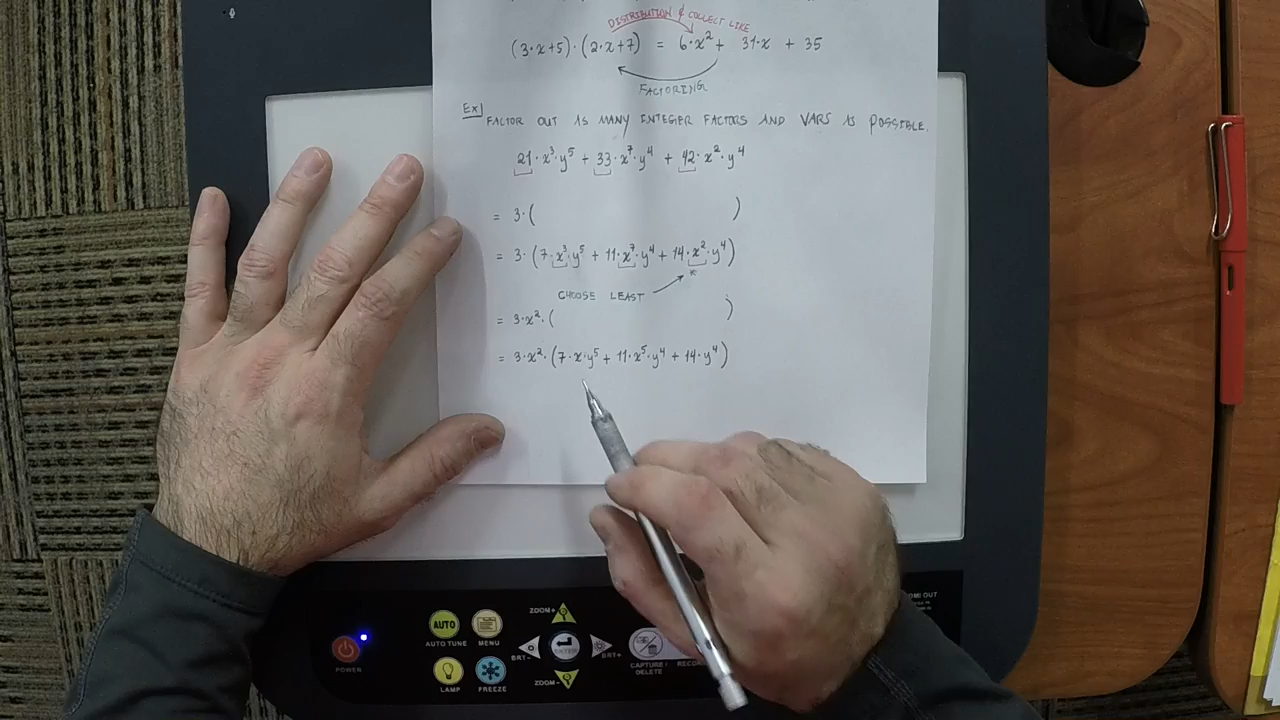 DISTRIBUTION & COLLECT LIKE
(3·x+5)·(2·x+7) = 6·x² + 31·x + 35
FACTORING
Ex] FACTOR OUT AS MANY INTEGER FACTORS AND VARS AS POSSIBLE.
21·x³·y⁵ + 33·x⁷·y⁴ + 42·x²·y⁴
= 3·( )
= 3·(7·x³·y⁵ + 11·x⁷·y⁴ + 14·x²·y⁴)
CHOOSE LEAST *
= 3·x²·( )
= 3·x²·(7·x·y⁵ + 11·x⁵·y⁴ + 14·y⁴)
AUTO
AUTO TUNE
MENU
ZOOM +
BRT-
ENTER
BRT+
POWER
LAMP
FREEZE
ZOOM -
CAPTURE / DELETE
RECOR